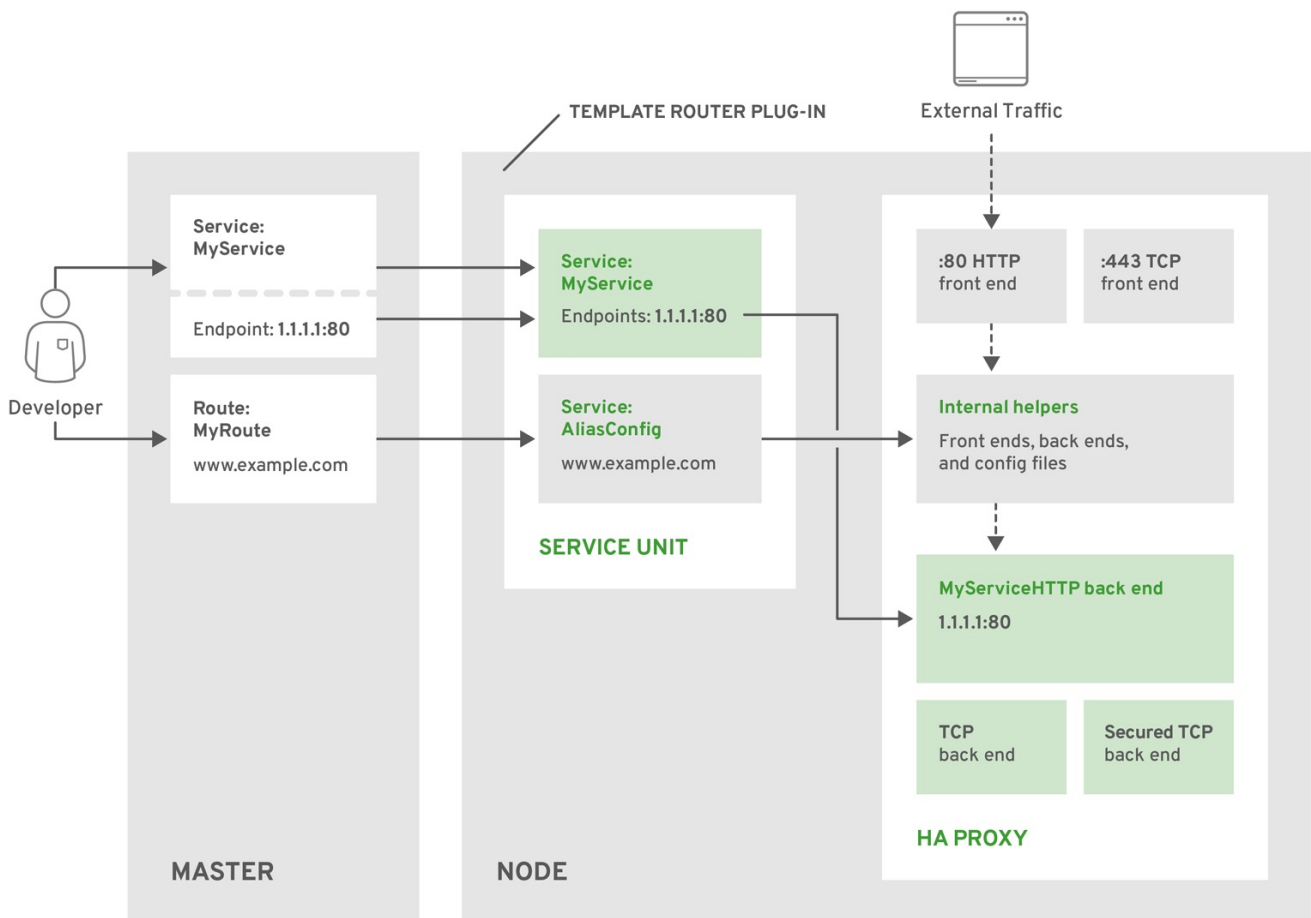 External Traffic
TEMPLATE ROUTER PLUG-IN
Developer
Service:
MyService
Endpoint: 1.1.1.1:80
Route:
MyRoute
www.example.com
MASTER
Service:
MyService
Endpoints: 1.1.1.1:80
Service:
AliasConfig
www.example.com
SERVICE UNIT
NODE
:80 HTTP
front end
:443 TCP
front end
Internal helpers
Front ends, back ends,
and config files
MyServiceHTTP back end
1.1.1.1:80
TCP
back end
Secured TCP
back end
HA PROXY